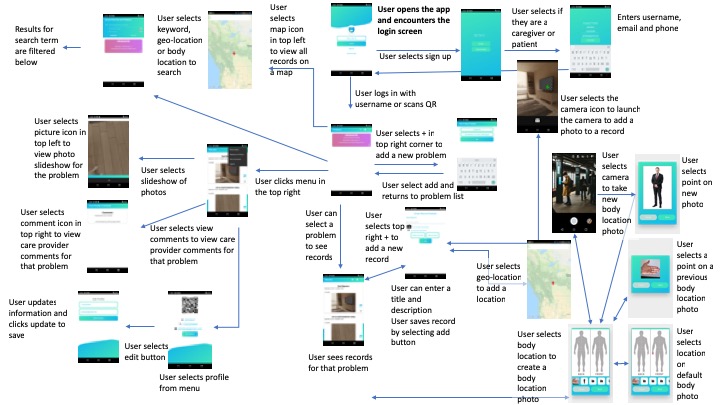 User opens the app
and encounters the
login screen
User selects if
they are a
caregiver or
patient
Enters username,
email and phone
User selects sign up
User
selects
map icon
in top left
to view all
records on
a map
User selects
keyword,
geo-location
or body
location to
search
Results for
search term
are filtered
below
User logs in with
username or scans QR
User selects the
camera icon to launch
the camera to add a
photo to a record
User selects
picture icon in
top left to
view photo
slideshow for
the problem
User selects
slideshow of
photos
User clicks menu in
the top right
User selects + in
top right corner to
add a new problem
User select add and
returns to problem list
User
selects
camera
to take
new
body
location
photo
User
selects
point on
new
photo
User selects
comment icon in
top right to view
care provider
comments for
that problem
User selects view
comments to view care
provider comments for
that problem
User can
select a
problem
to see
records
User
selects top
right + to
add a new
record
User selects
geo-location
to add a
location
User
selects a
point on a
previous
body
location
photo
User updates
information and
clicks update to
save
User selects
edit button
User selects profile
from menu
User sees records
for that problem
User can enter a
title and
description
User saves record
by selecting add
button
User selects
body
location to
create a
body
location
photo
User
selects
location
on
default
body
photo